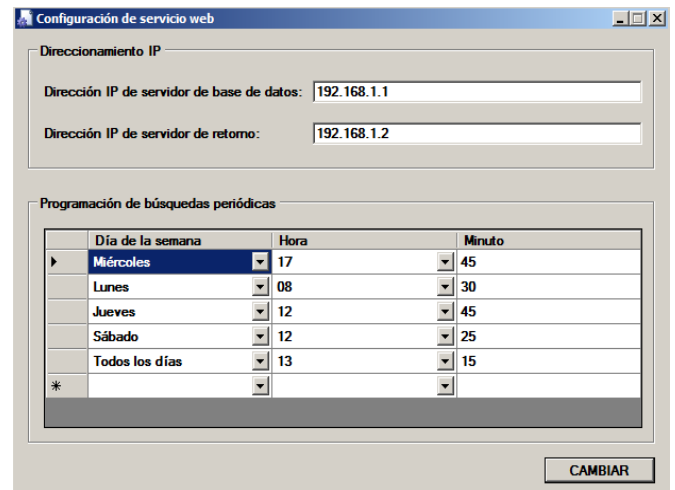 Configuración de servicio web
Direccionamiento IP
Dirección IP de servidor de base de datos: 192.168.1.1
Dirección IP de servidor de retorno: 192.168.1.2
Programación de búsquedas periódicas
Día de la semana Hora Minuto
Miércoles 17 45
Lunes 08 30
Jueves 12 45
Sábado 12 25
Todos los días 13 15
CAMBIAR